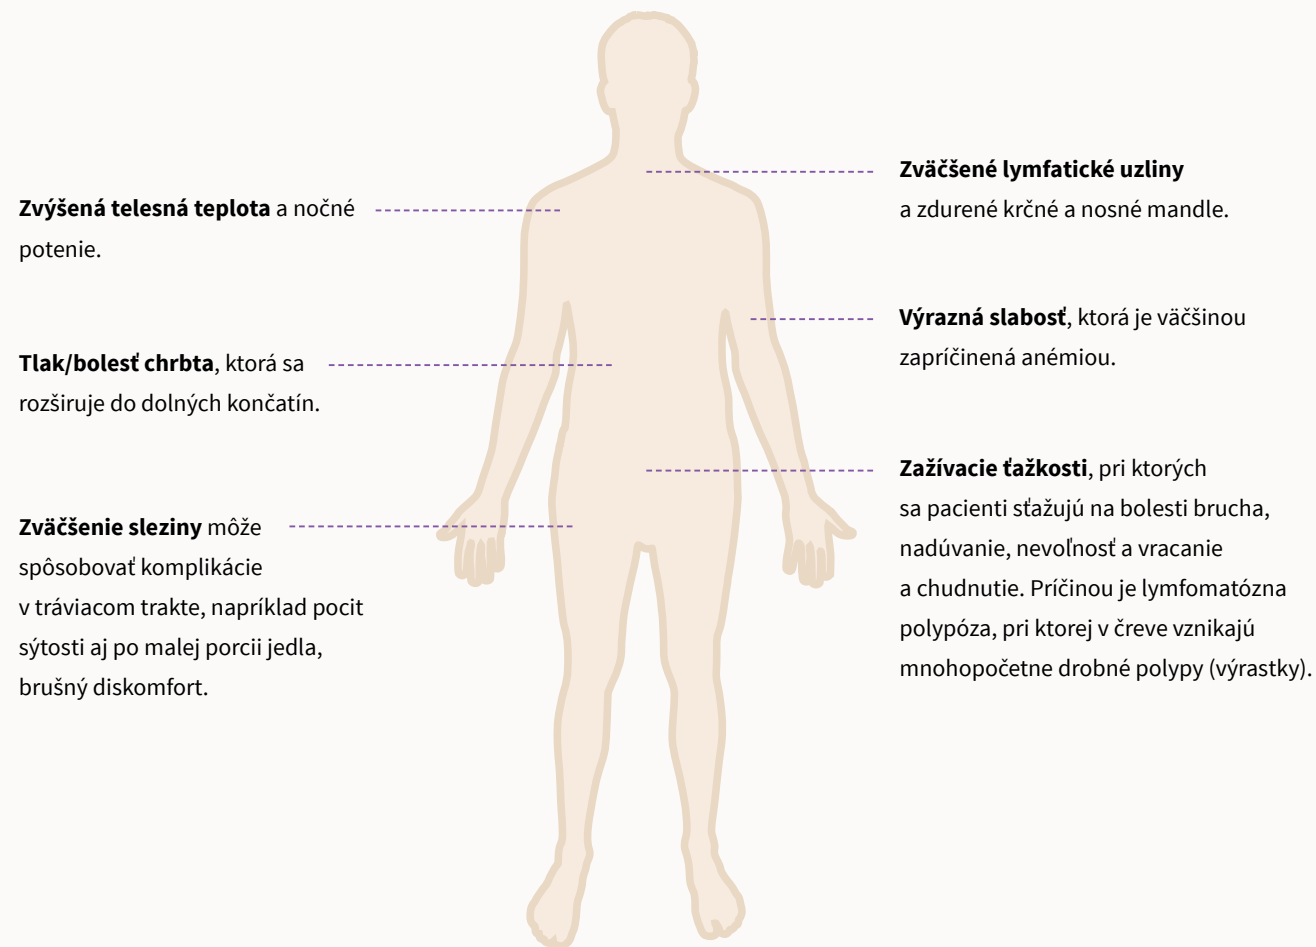 Zvýšená telesná teplota a nočné
potenie.
Tlak/bolesť chrbta, ktorá sa
rozširuje do dolných končatín.
Zväčšenie sleziny môže
spôsobovať komplikácie
v tráviacom trakte, napríklad pocit
sýtosti aj po malej porcii jedla,
brušný diskomfort.
Zväčšené lymfatické uzliny
a zdurené krčné a nosné mandle.
Výrazná slabosť, ktorá je väčšinou
zapríčinená anémiou.
Zažívacie ťažkosti, pri ktorých
sa pacienti sťažujú na bolesti brucha,
nadúvanie, nevoľnosť a vracanie
a chudnutie. Príčinou je lymfomatózna
polypóza, pri ktorej v čreve vznikajú
mnohopočetne drobné polypy (výrastky).